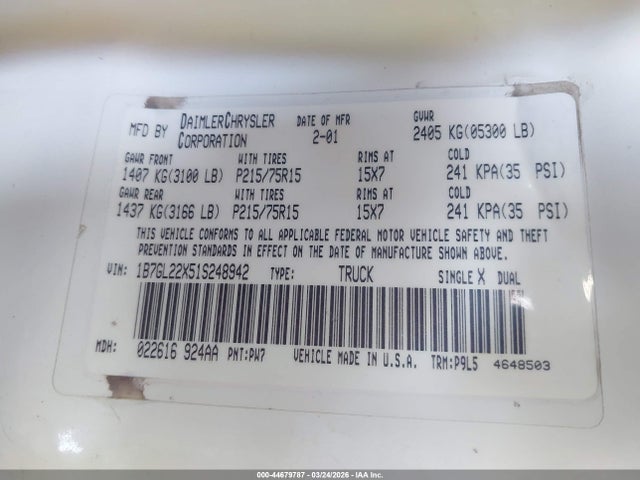 MFD BY DAIMLERCHRYSLER CORPORATION DATE OF MFR 2-01 GVWR 2405 KG(05300 LB)
GAWR FRONT WITH TIRES RIMS AT COLD
1407 KG(3100 LB) P215/75R15 15X7 241 KPA(35 PSI)
GAWR REAR WITH TIRES RIMS AT COLD
1437 KG(3166 LB) P215/75R15 15X7 241 KPA(35 PSI)
THIS VEHICLE CONFORMS TO ALL APPLICABLE FEDERAL MOTOR VEHICLE SAFETY AND THEFT
PREVENTION STANDARDS IN EFFECT ON THE DATE OF MANUFACTURE SHOWN ABOVE.
VIN: 1B7GL22X51S248942 TYPE: TRUCK SINGLE X DUAL
MDH: 022616 924AA PNT:PW7 VEHICLE MADE IN U.S.A. TRM:P9L5 4648503
000-44679787 - 03/24/2026 - IAA Inc.